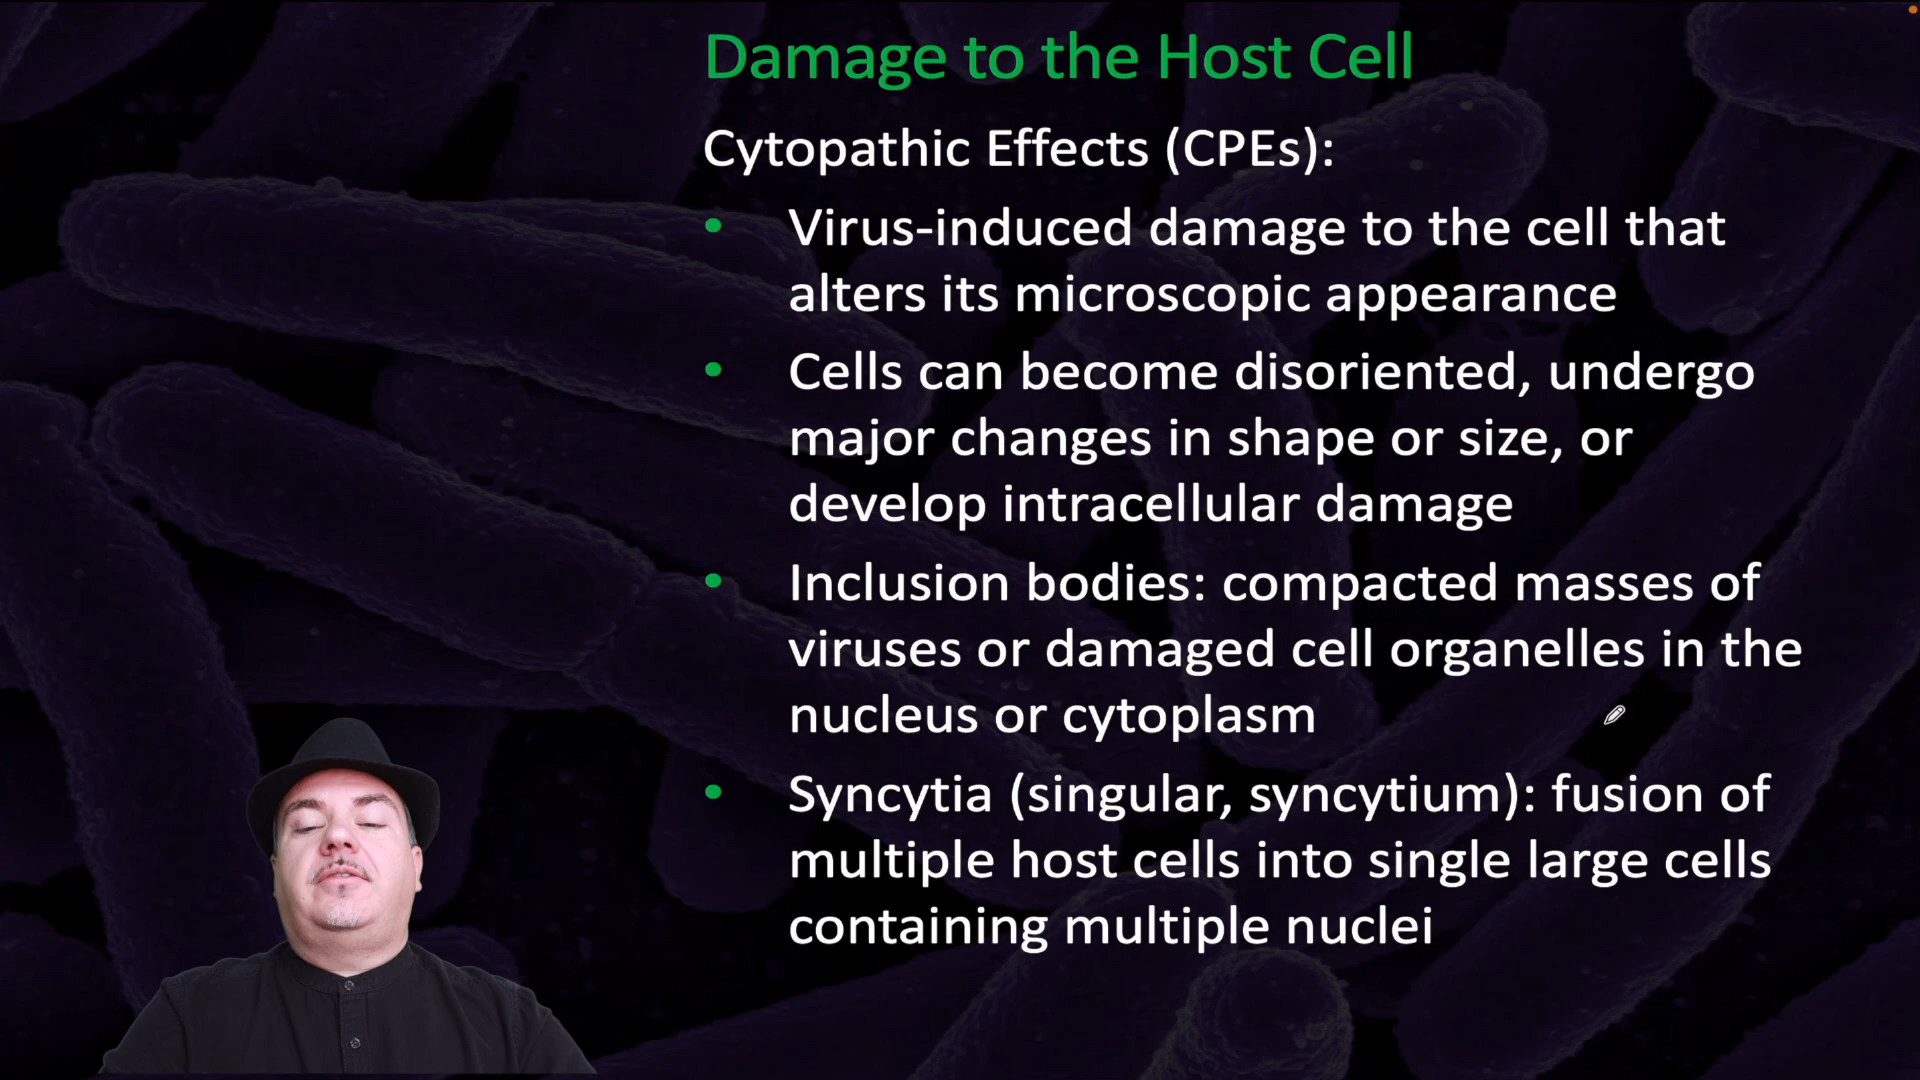 Damage to the Host Cell
Cytopathic Effects (CPEs):
• Virus-induced damage to the cell that
alters its microscopic appearance
• Cells can become disoriented, undergo
major changes in shape or size, or
develop intracellular damage
• Inclusion bodies: compacted masses of
viruses or damaged cell organelles in the
nucleus or cytoplasm
• Syncytia (singular, syncytium): fusion of
multiple host cells into single large cells
containing multiple nuclei